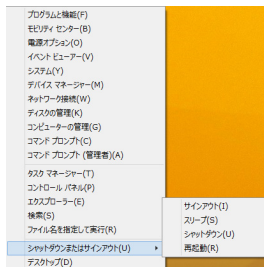 プログラムと機能(F)
モビリティ センター(B)
電源オプション(O)
イベント ビューアー(V)
システム(Y)
デバイス マネージャー(M)
ネットワーク接続(W)
ディスクの管理(K)
コンピューターの管理(G)
コマンド プロンプト(C)
コマンド プロンプト (管理者)(A)
タスク マネージャー(T)
コントロール パネル(P)
エクスプローラー(E)
検索(S)
ファイル名を指定して実行(R)
シャットダウンまたはサインアウト(U)
デスクトップ(D)
サインアウト(I)
スリープ(S)
シャットダウン(U)
再起動(R)